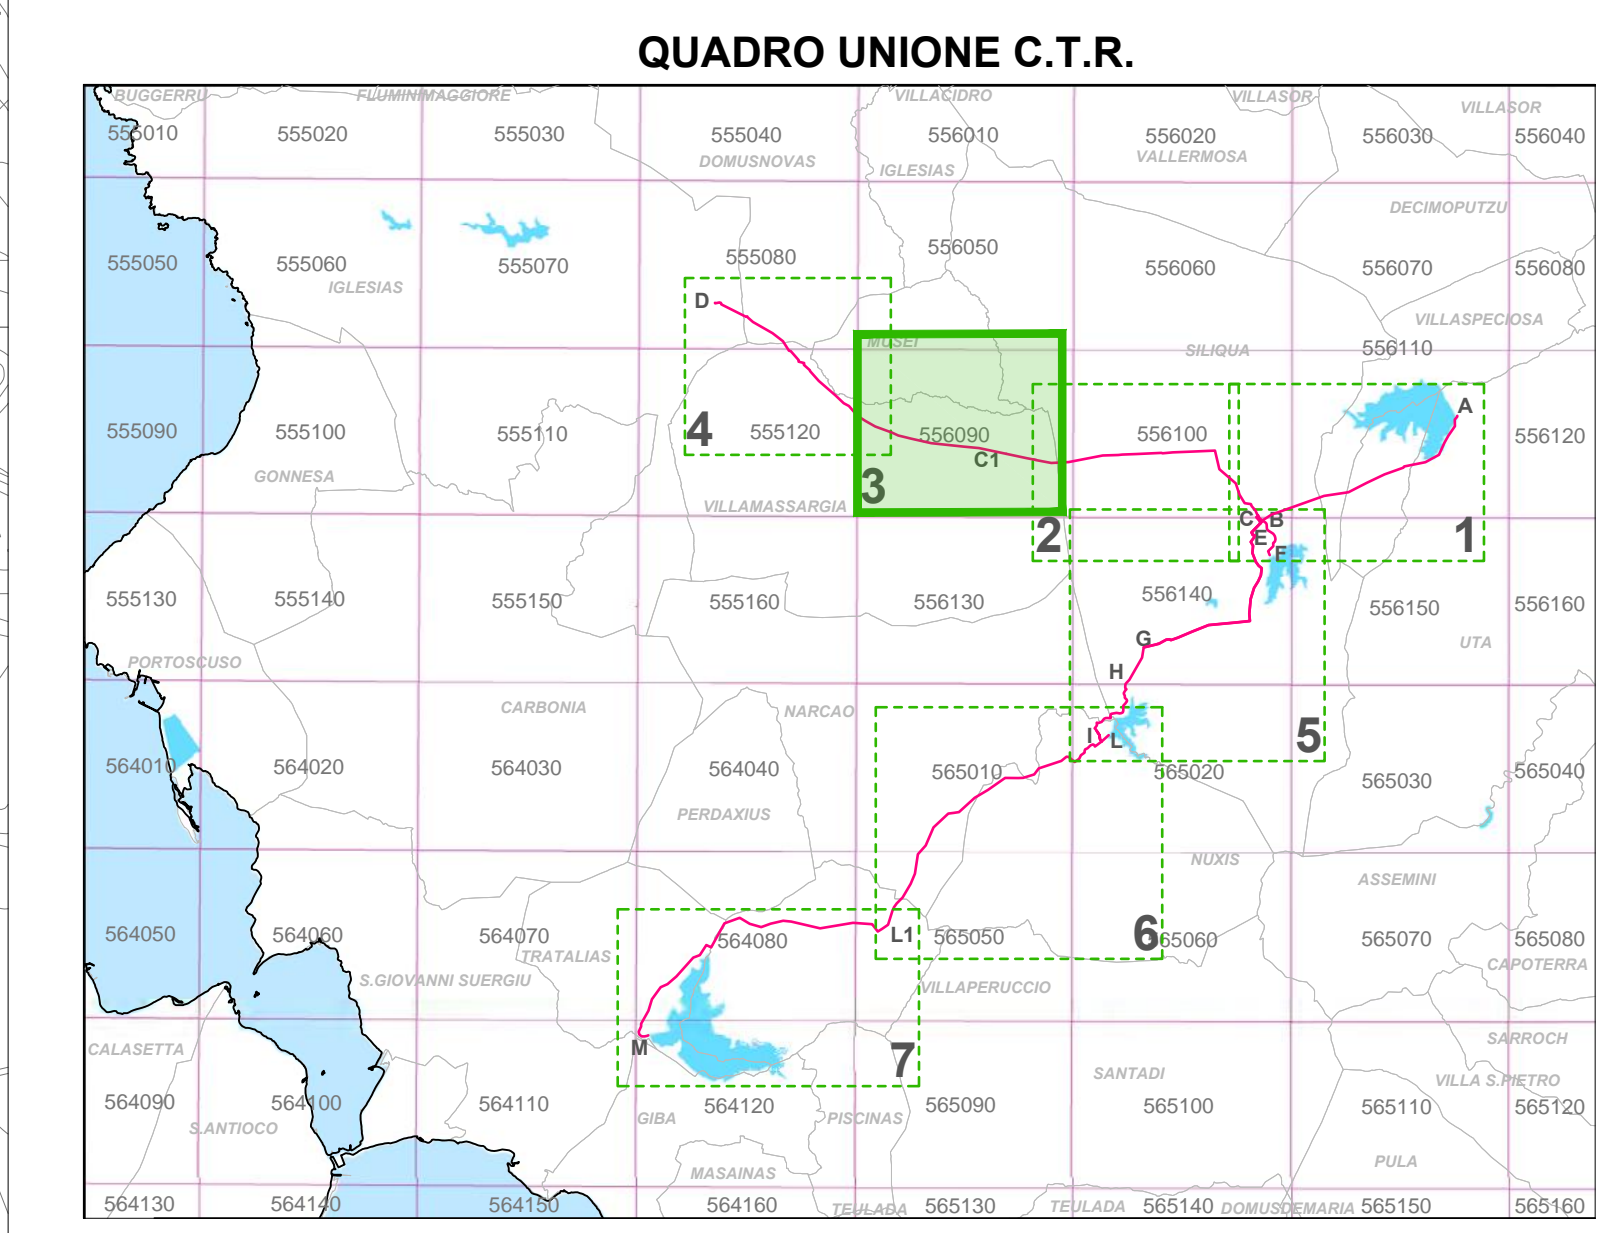 QUADRO UNIONE C.T.R.
BUGGERRU FLUMINIMAGGIORE VILLACIDRO VILLASOR VILLASOR
555010 555020 555030 555040 556010 556020 556030 556040
DOMUSNOVAS IGLESIAS VALLERMOSA
DECIMOPUTZU
555050 555060 555070 555080 556050 556060 556070 556080
IGLESIAS
D
VILLASPECIOSA
MUSEI SILIQUA 556110
A
555090 555100 555110 4 555120 556090 556100 556120
C1
GONNESA VILLAMASSARGIA 3
2 C B 1
E
F
555130 555140 555150 555160 556130 556140 556150 556160
G UTA
PORTOSCUSO H
CARBONIA NARCAO
I L 5
564010 564020 564030 564040 565010 565020 565030 565040
PERDAXIUS
NUXIS
ASSEMINI
564050 564060 564070 564080 L1 565050 6 565060 565070 565080
TRATALIAS CAPOTERRA
S.GIOVANNI SUERGIU VILLAPERUCCIO
CALASETTA M 7 SARROCH
SANTADI VILLA S.PIETRO
564090 564100 564110 564120 565090 565100 565110 565120
S.ANTIOCO GIBA PISCINAS
MASAINAS PULA
564130 564140 564150 564160 TEULADA 565130 TEULADA 565140 DOMUSDEMARIA 565150 565160